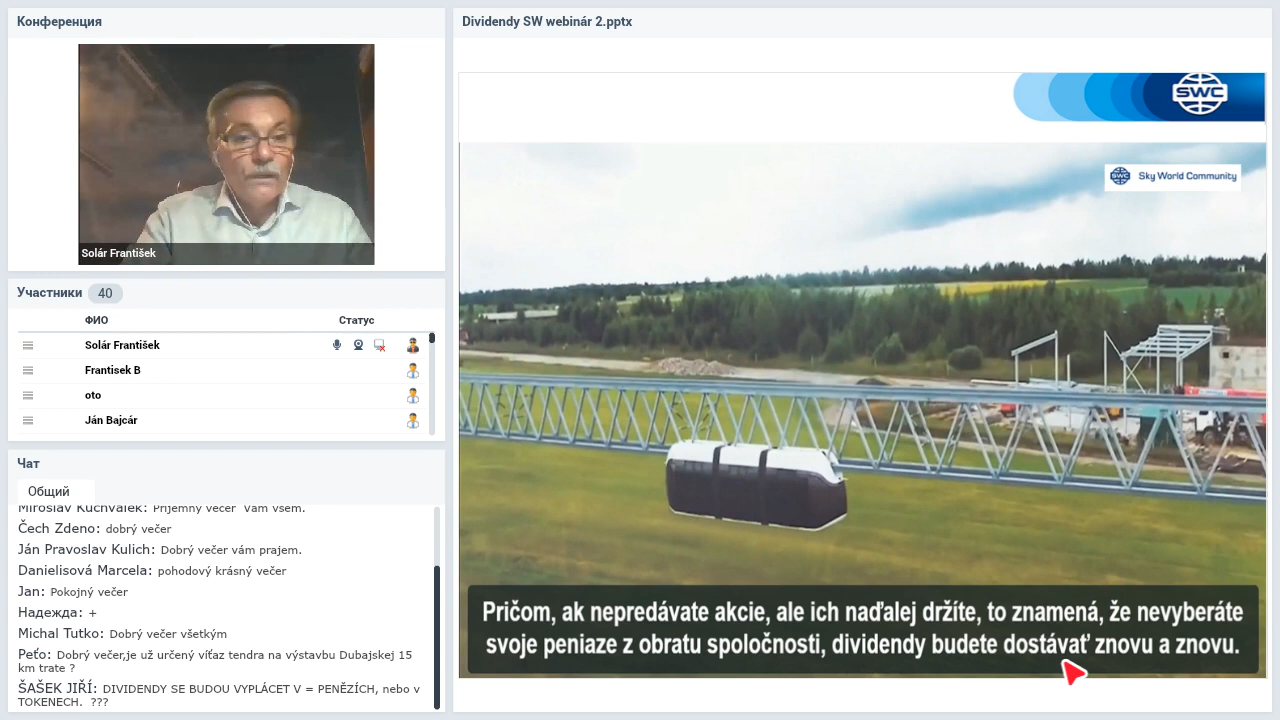 Конференция
Solár František
Участники 40
ФИО Статус
Solár František
Frantisek B
oto
Ján Bajcár
Чат
Общий
Miroslav Kuchválek: Príjemný večer Vám všem.
Čech Zdeno: dobrý večer
Ján Pravoslav Kulich: Dobrý večer vám prajem.
Danielisová Marcela: pohodový krásný večer
Jan: Pokojný večer
Надежда: +
Michal Tutko: Dobrý večer všetkým
Peťo: Dobrý večer,je už určený víťaz tendra na výstavbu Dubajskej 15
km trate ?
ŠAŠEK JIŘÍ: DIVIDENDY SE BUDOU VYPLÁCET V = PENĚZÍCH, nebo v
TOKENECH. ???
Dividendy SW webinár 2.pptx
SWC
SWC Sky World Community
Pričom, ak nepredávate akcie, ale ich naďalej držíte, to znamená, že nevyberáte
svoje peniaze z obratu spoločnosti, dividendy budete dostávať znovu a znovu.